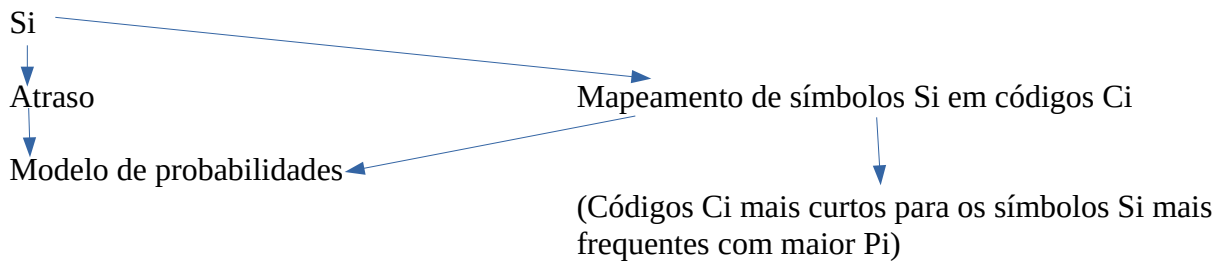 Si
Atraso
Mapeamento de símbolos Si em códigos Ci
Modelo de probabilidades
(Códigos Ci mais curtos para os símbolos Si mais
frequentes com maior Pi)